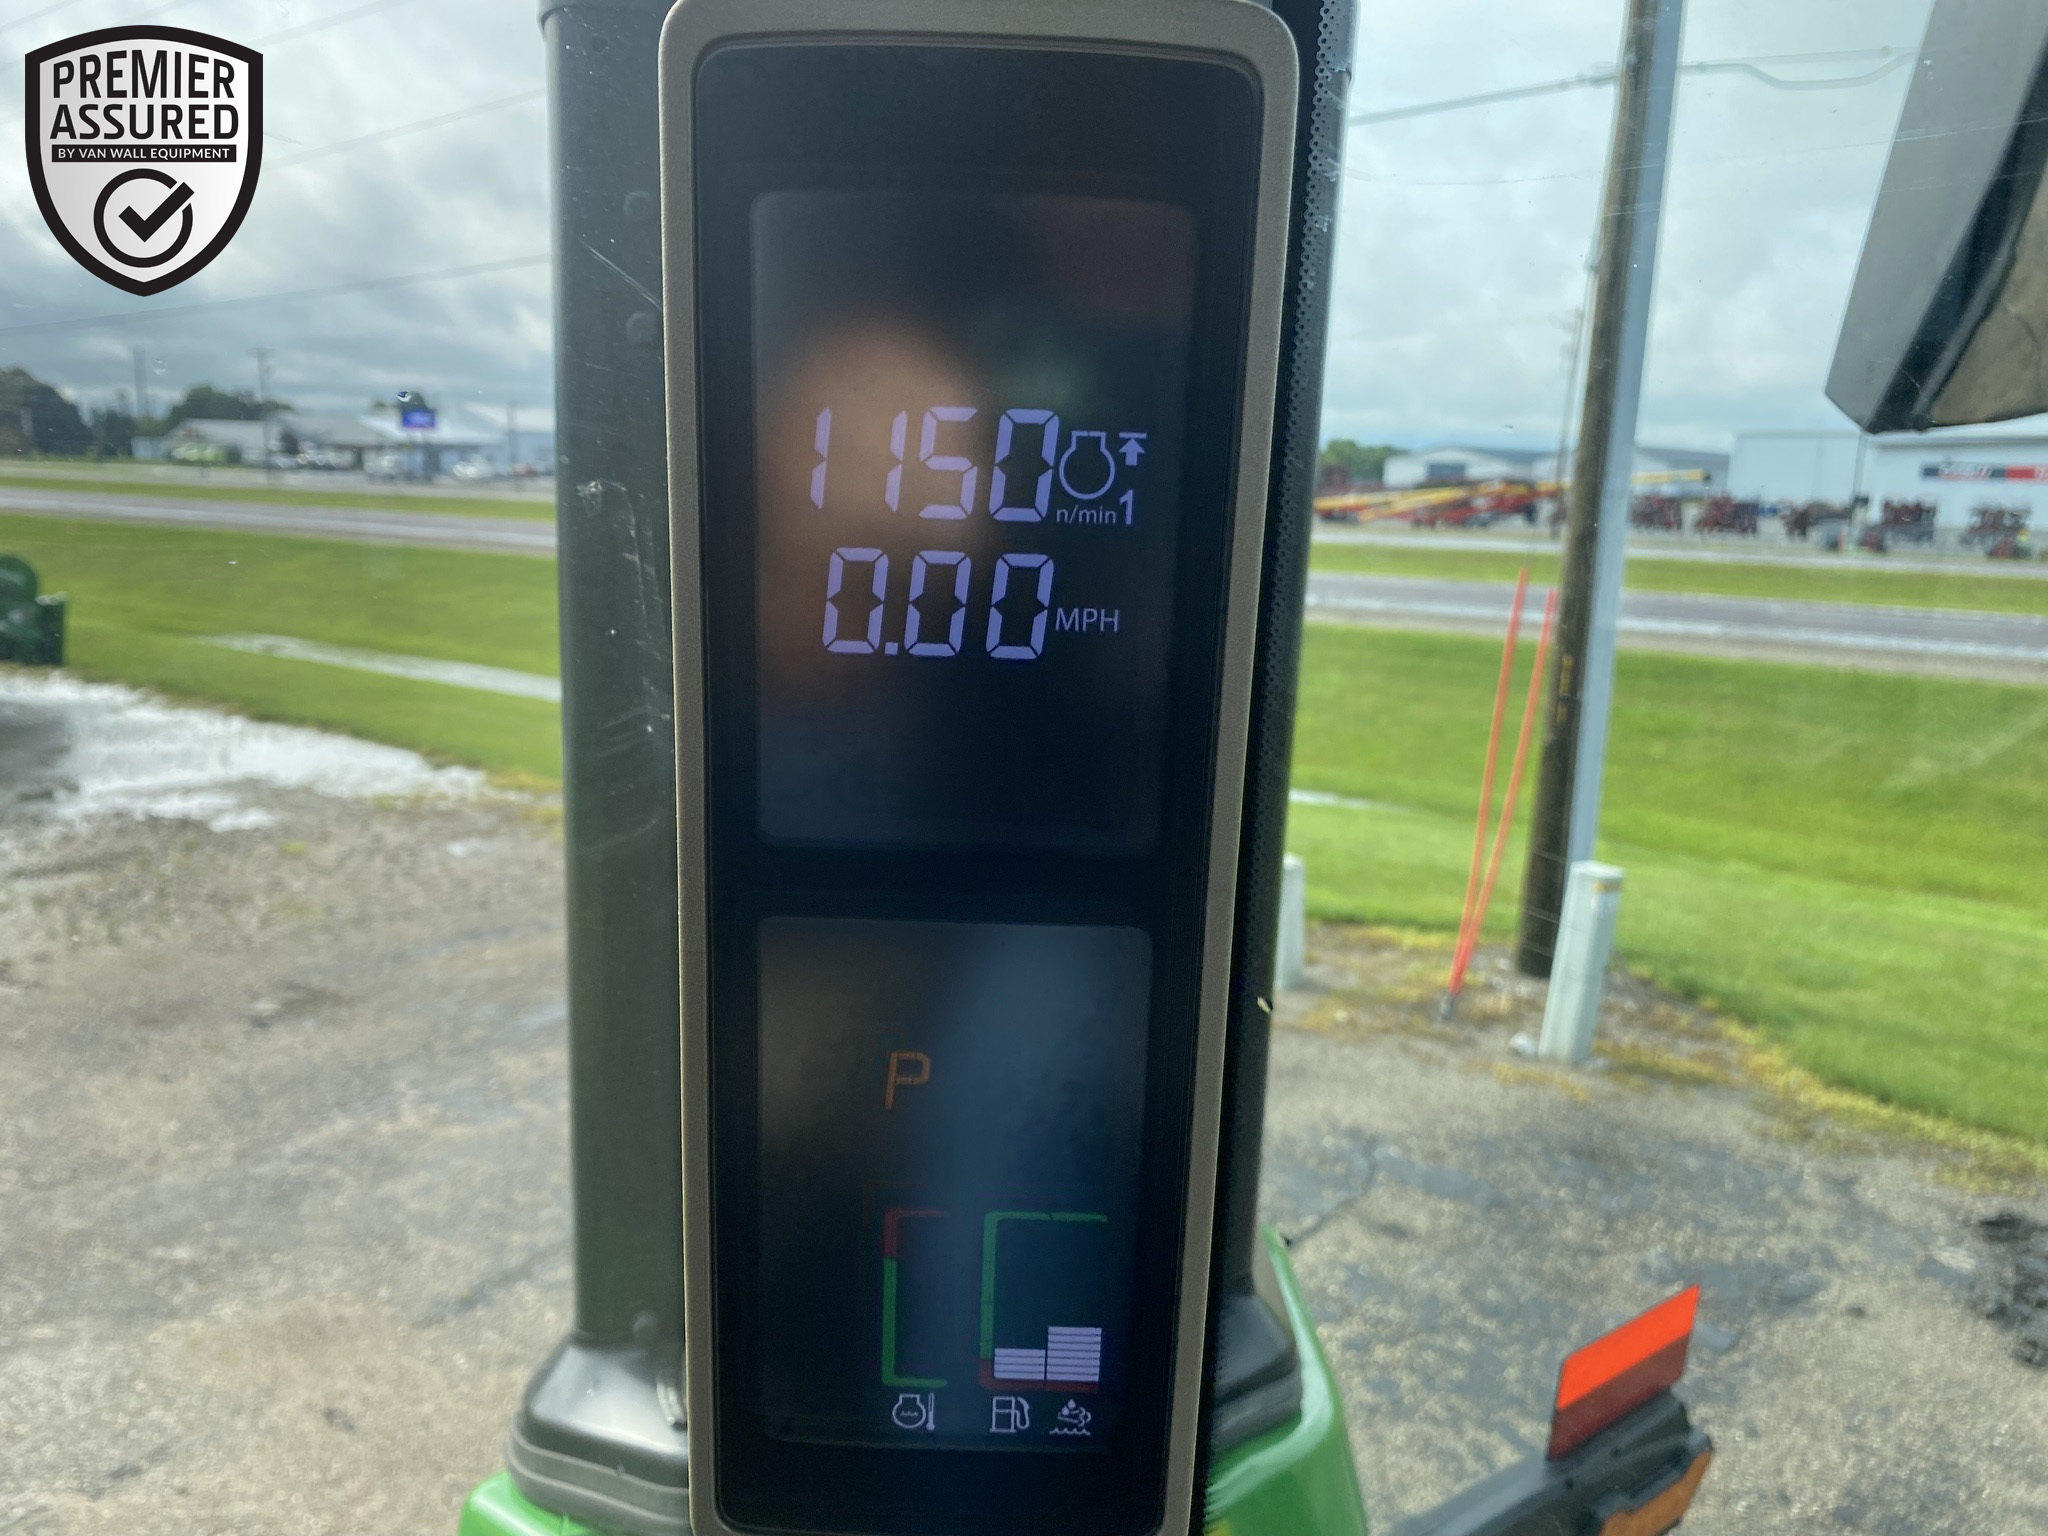 PREMIER
ASSURED
BY VAN WALL EQUIPMENT
1150 n/min 1
0.00 MPH
P